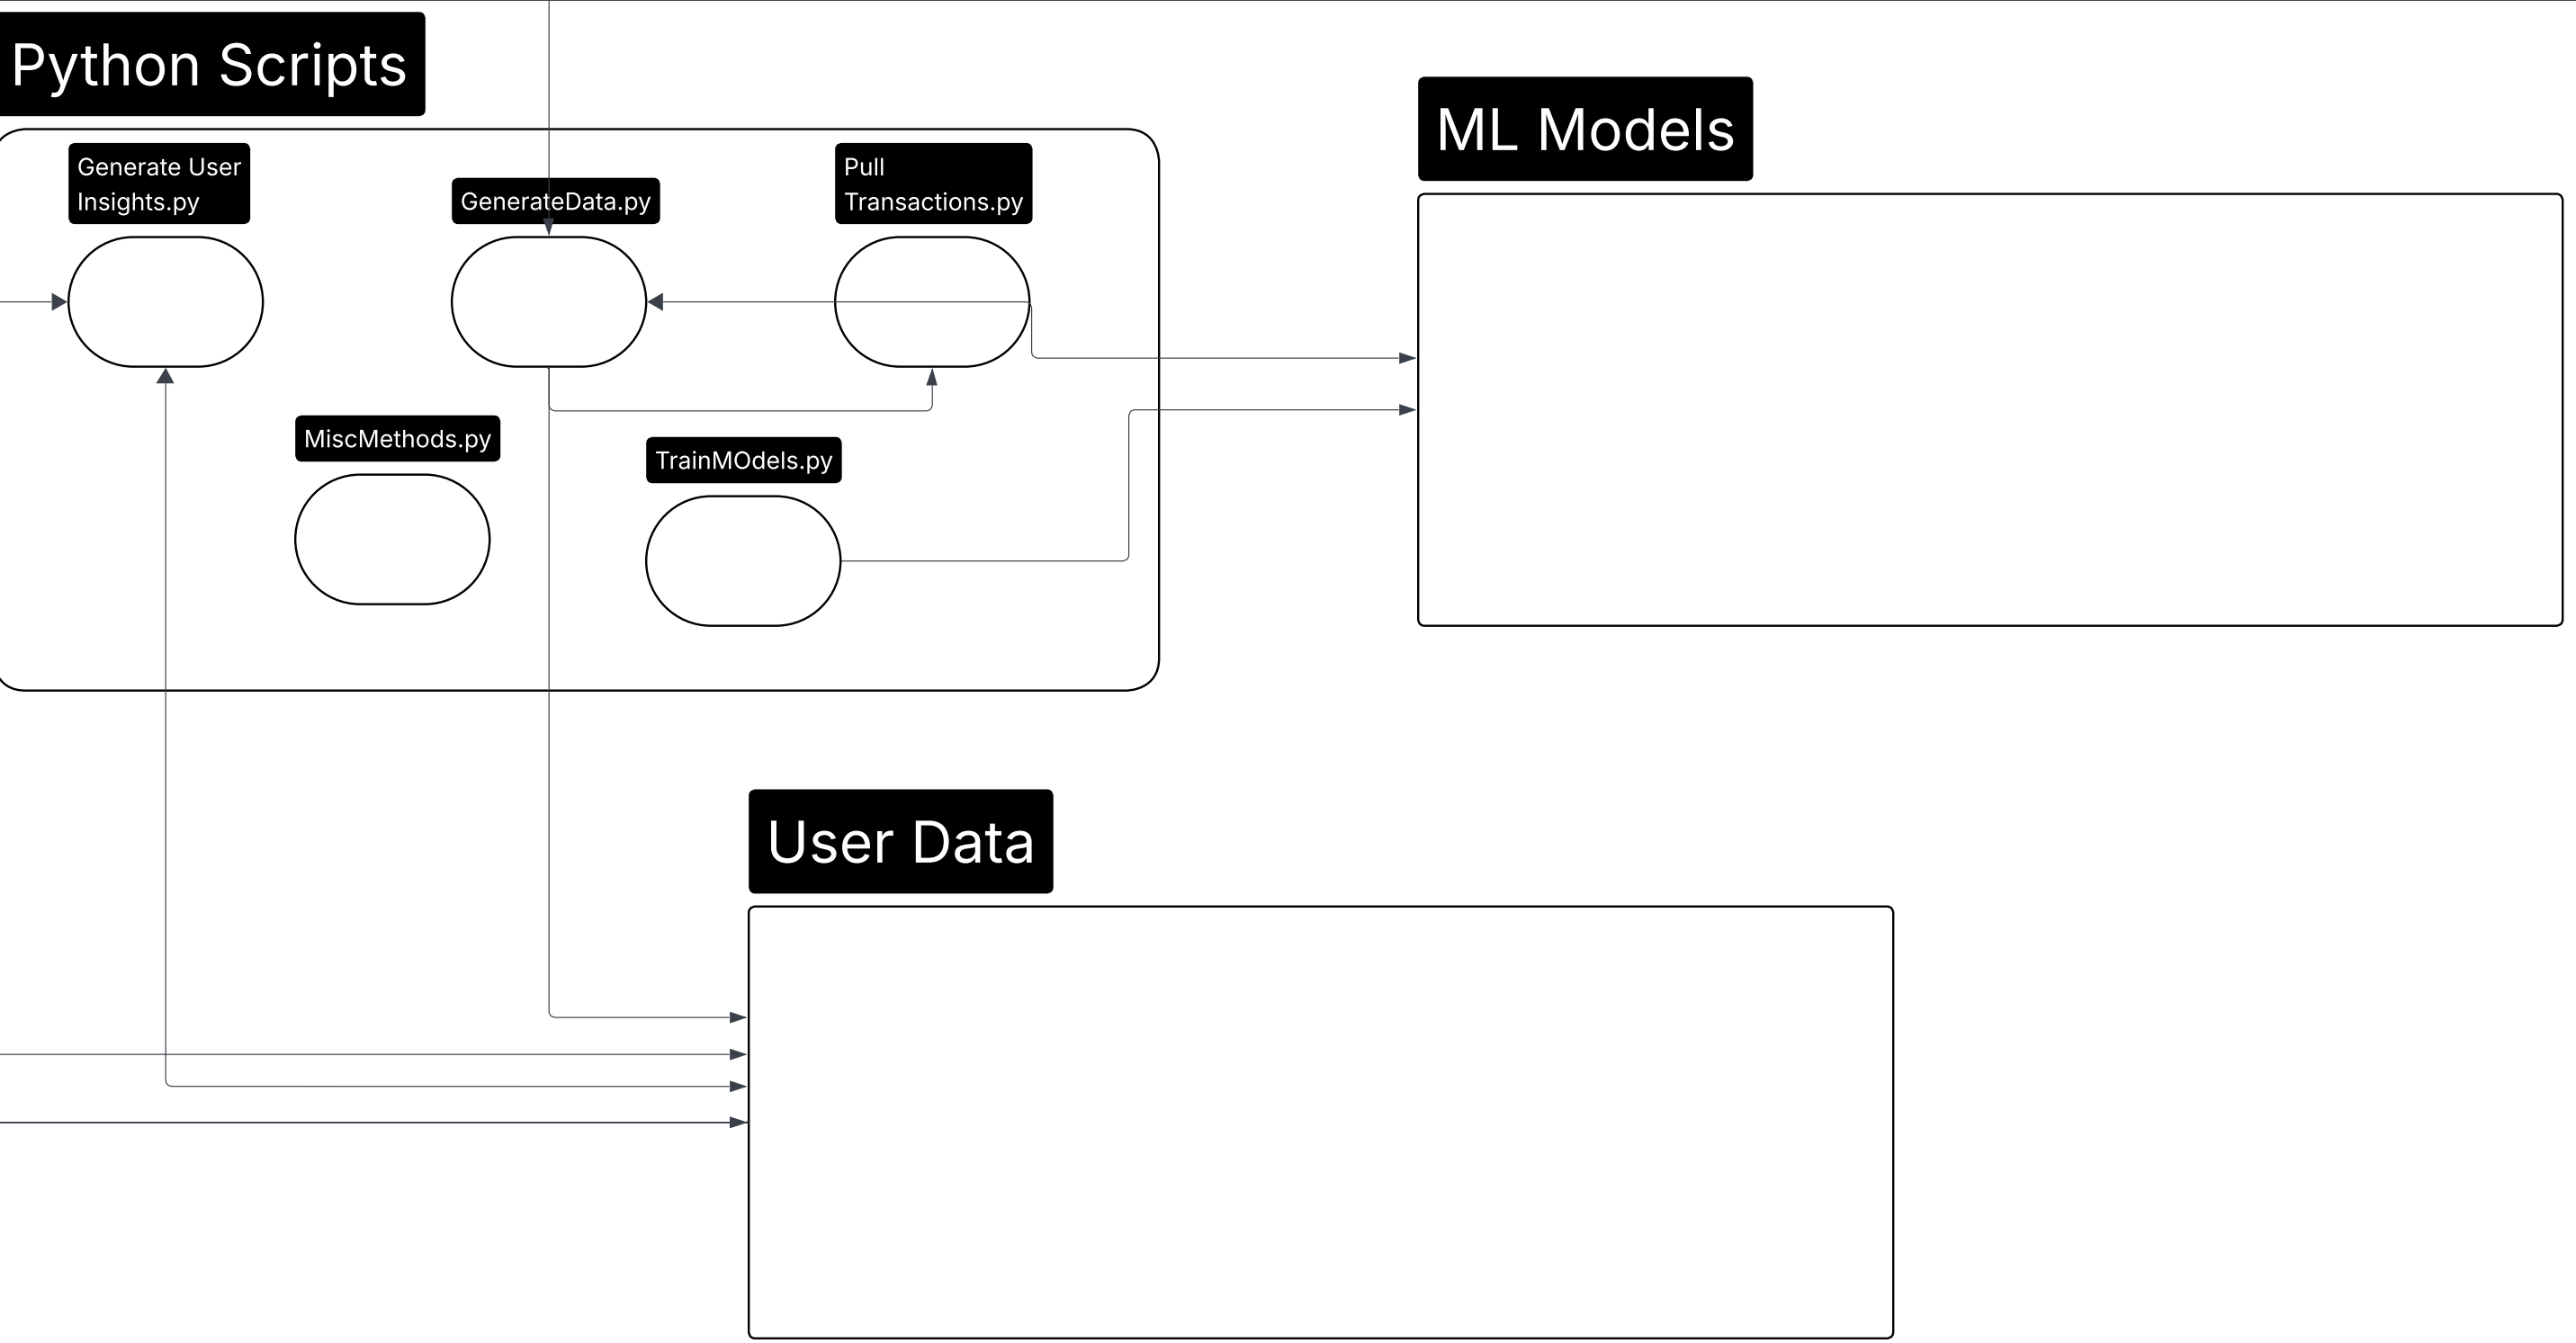 Python Scripts
ML Models
Generate User
Insights.py
GenerateData.py
Pull
Transactions.py
MiscMethods.py
TrainMOdels.py
User Data